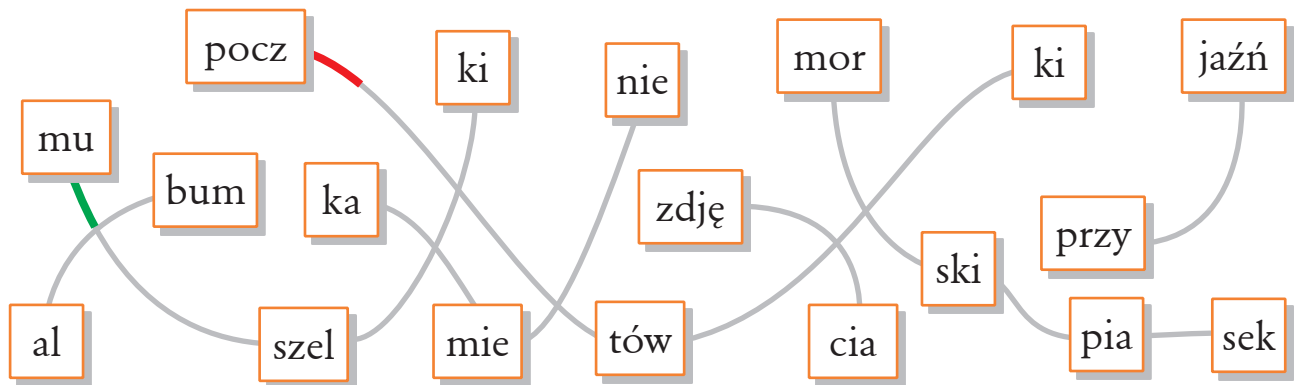 pocz
ki
nie
mor
ki
jaźń
mu
bum
ka
zdję
przy
ski
al
szel
mie
tów
cia
pia
sek